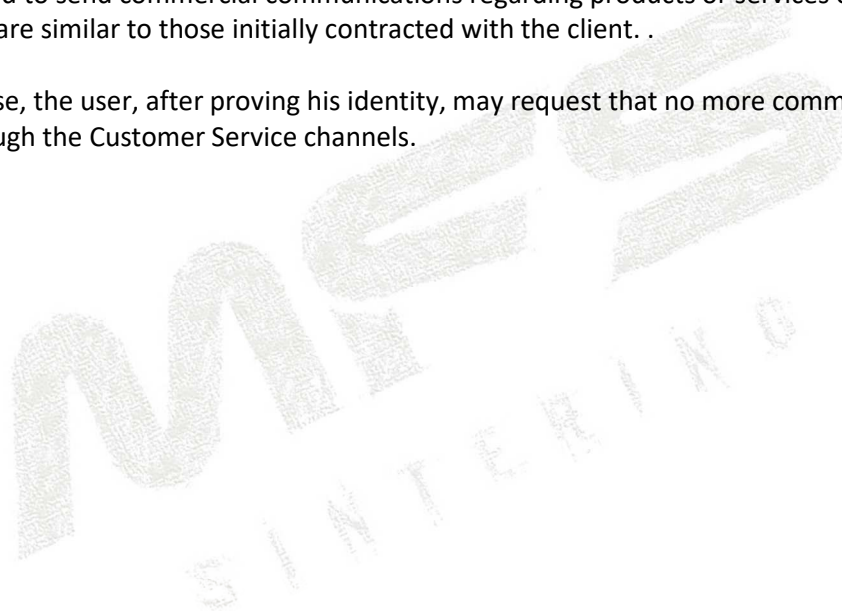 to send commercial communications regarding products or services
are similar to those initially contracted with the client. .
se, the user, after proving his identity, may request that no more comm
ugh the Customer Service channels.
MFS
SINTERING